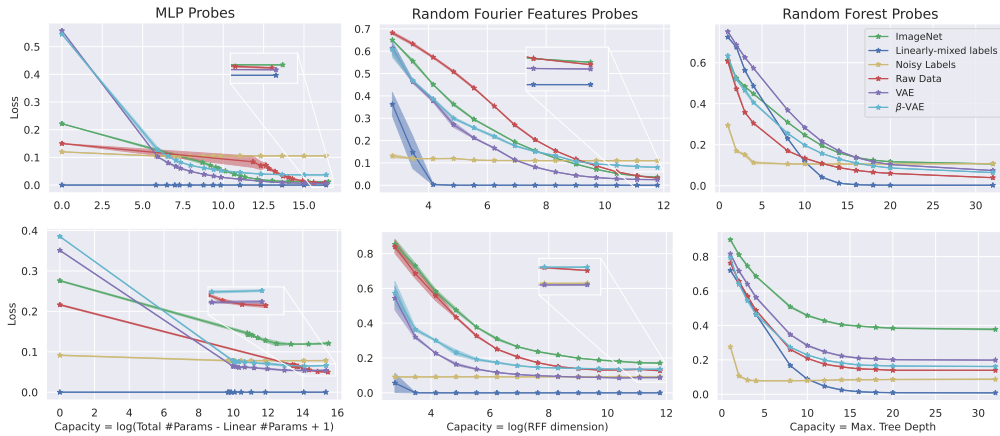 MLP Probes
Random Fourier Features Probes
Random Forest Probes
ImageNet
Linearly-mixed labels
Noisy Labels
Raw Data
VAE
β-VAE
Loss
0.5
0.4
0.3
0.2
0.1
0.0
0.0 2.5 5.0 7.5 10.0 12.5 15.0
0.7
0.6
0.5
0.4
0.3
0.2
0.1
0.0
4 6 8 10 12
0.6
0.4
0.2
0.0
0 5 10 15 20 25 30
Loss
0.4
0.3
0.2
0.1
0.0
0 2 4 6 8 10 12 14 16
Capacity = log(Total #Params - Linear #Params + 1)
0.8
0.6
0.4
0.2
0.0
4 6 8 10 12
Capacity = log(RFF dimension)
0.8
0.6
0.4
0.2
0.0
0 5 10 15 20 25 30
Capacity = Max. Tree Depth